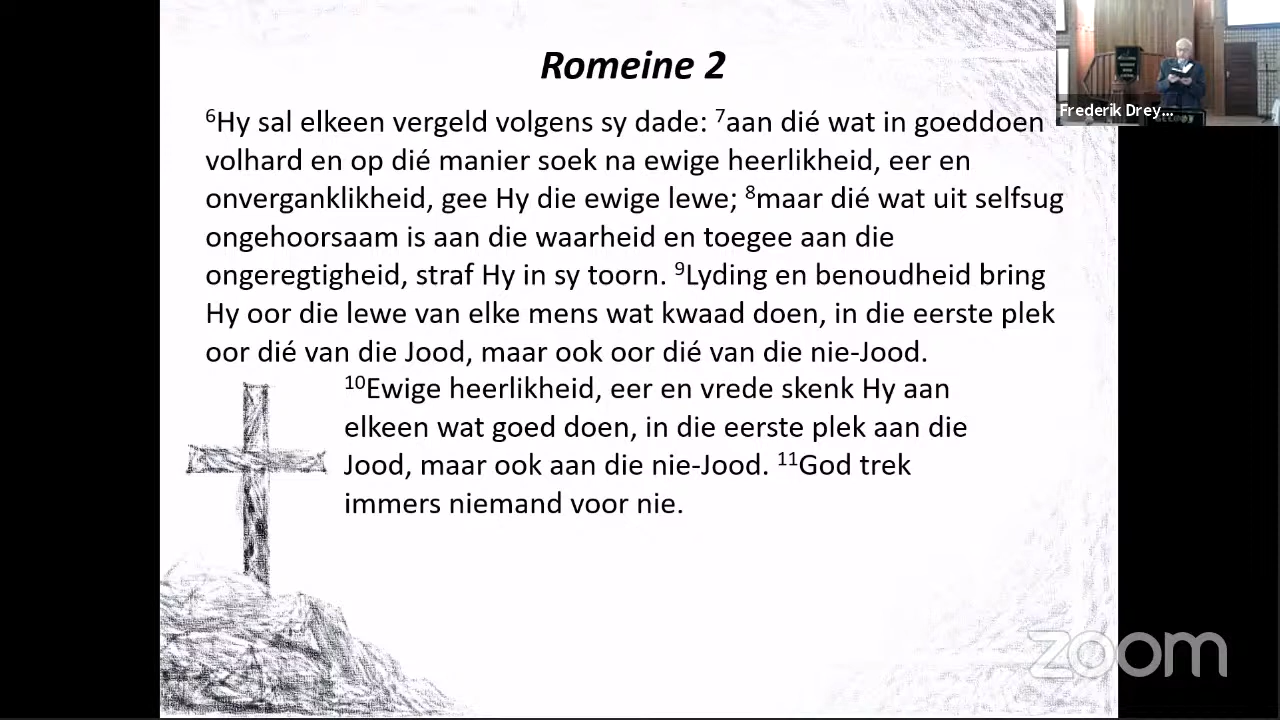 Romeine 2
⁶Hy sal elkeen vergeld volgens sy dade: ⁷aan dié wat in goeddoen
volhard en op dié manier soek na ewige heerlikheid, eer en
onverganklikheid, gee Hy die ewige lewe; ⁸maar dié wat uit selfsug
ongehoorsaam is aan die waarheid en toegee aan die
ongeregtigheid, straf Hy in sy toorn. ⁹Lyding en benoudheid bring
Hy oor die lewe van elke mens wat kwaad doen, in die eerste plek
oor dié van die Jood, maar ook oor dié van die nie-Jood.
¹⁰Ewige heerlikheid, eer en vrede skenk Hy aan
elkeen wat goed doen, in die eerste plek aan die
Jood, maar ook aan die nie-Jood. ¹¹God trek
immers niemand voor nie.
Frederik Drey...
zoom